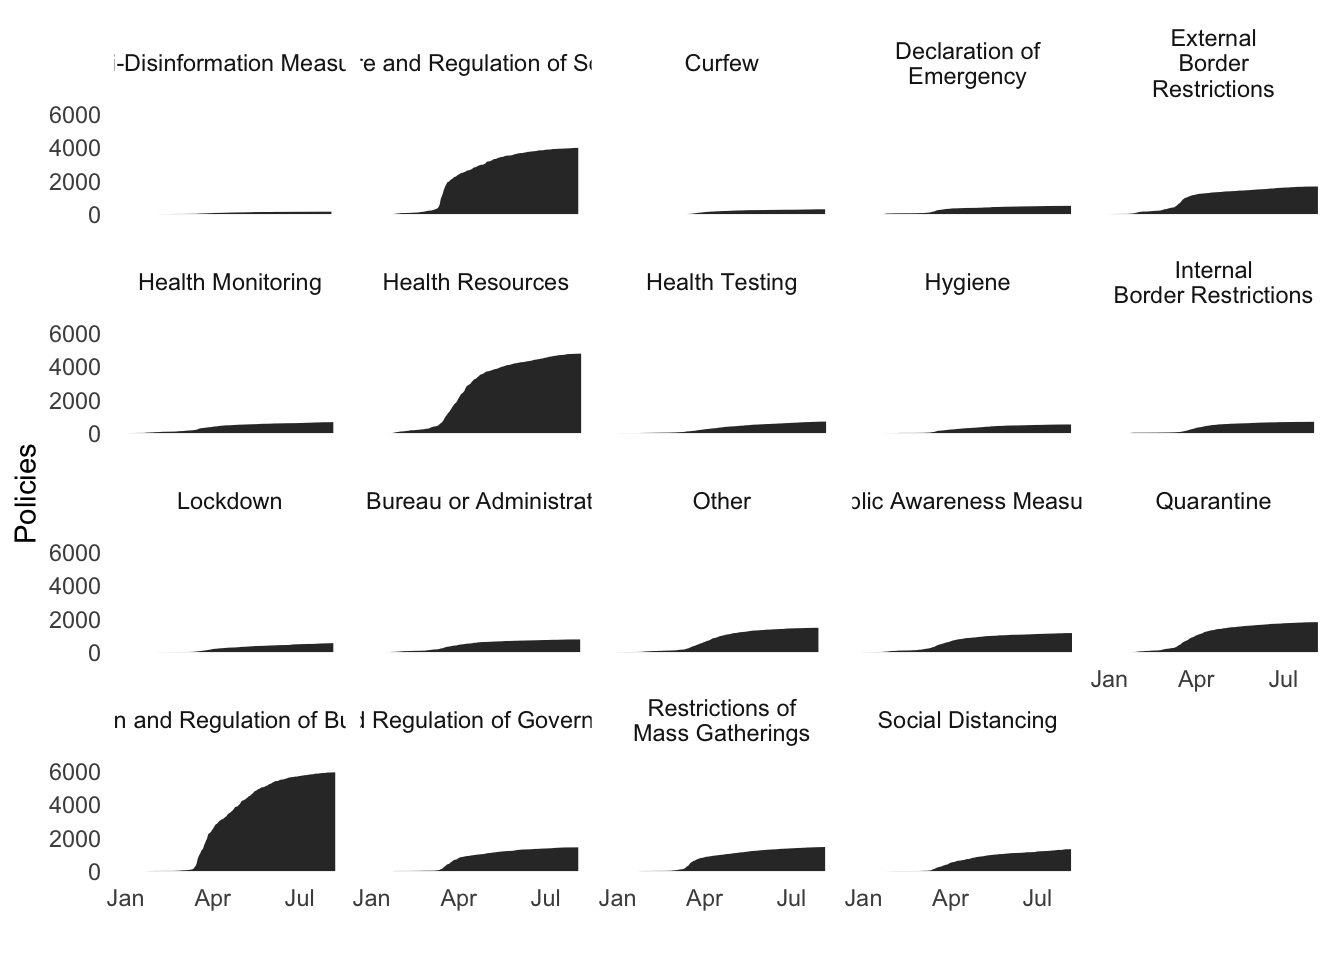 i-Disinformation Measu
re and Regulation of Sc
Curfew
Declaration of
Emergency
External
Border
Restrictions
6000
4000
2000
0
Health Monitoring
Health Resources
Health Testing
Hygiene
Internal
Border Restrictions
6000
4000
2000
0
Policies
Lockdown
Bureau or Administrat
Other
blic Awareness Measu
Quarantine
6000
4000
2000
0
Jan Apr Jul
n and Regulation of Bu
d Regulation of Govern
Restrictions of
Mass Gatherings
Social Distancing
6000
4000
2000
0
Jan Apr Jul
Jan Apr Jul
Jan Apr Jul
Jan Apr Jul